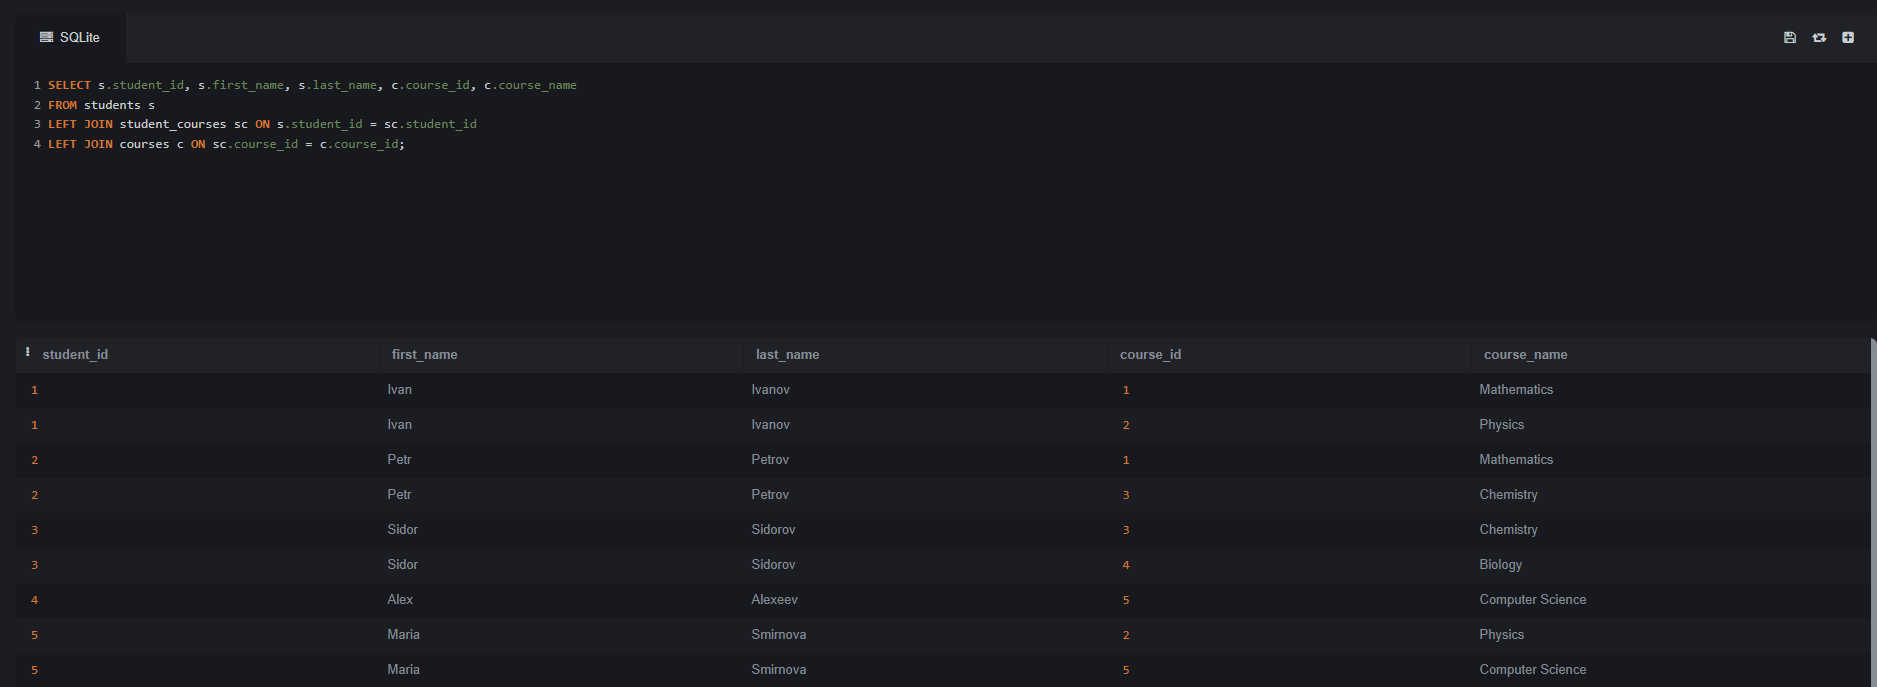 SQLite
1 SELECT s.student_id, s.first_name, s.last_name, c.course_id, c.course_name
2 FROM students s
3 LEFT JOIN student_courses sc ON s.student_id = sc.student_id
4 LEFT JOIN courses c ON sc.course_id = c.course_id;
student_id first_name last_name course_id course_name
1 Ivan Ivanov 1 Mathematics
1 Ivan Ivanov 2 Physics
2 Petr Petrov 1 Mathematics
2 Petr Petrov 3 Chemistry
3 Sidor Sidorov 3 Chemistry
3 Sidor Sidorov 4 Biology
4 Alex Alexeev 5 Computer Science
5 Maria Smirnova 2 Physics
5 Maria Smirnova 5 Computer Science